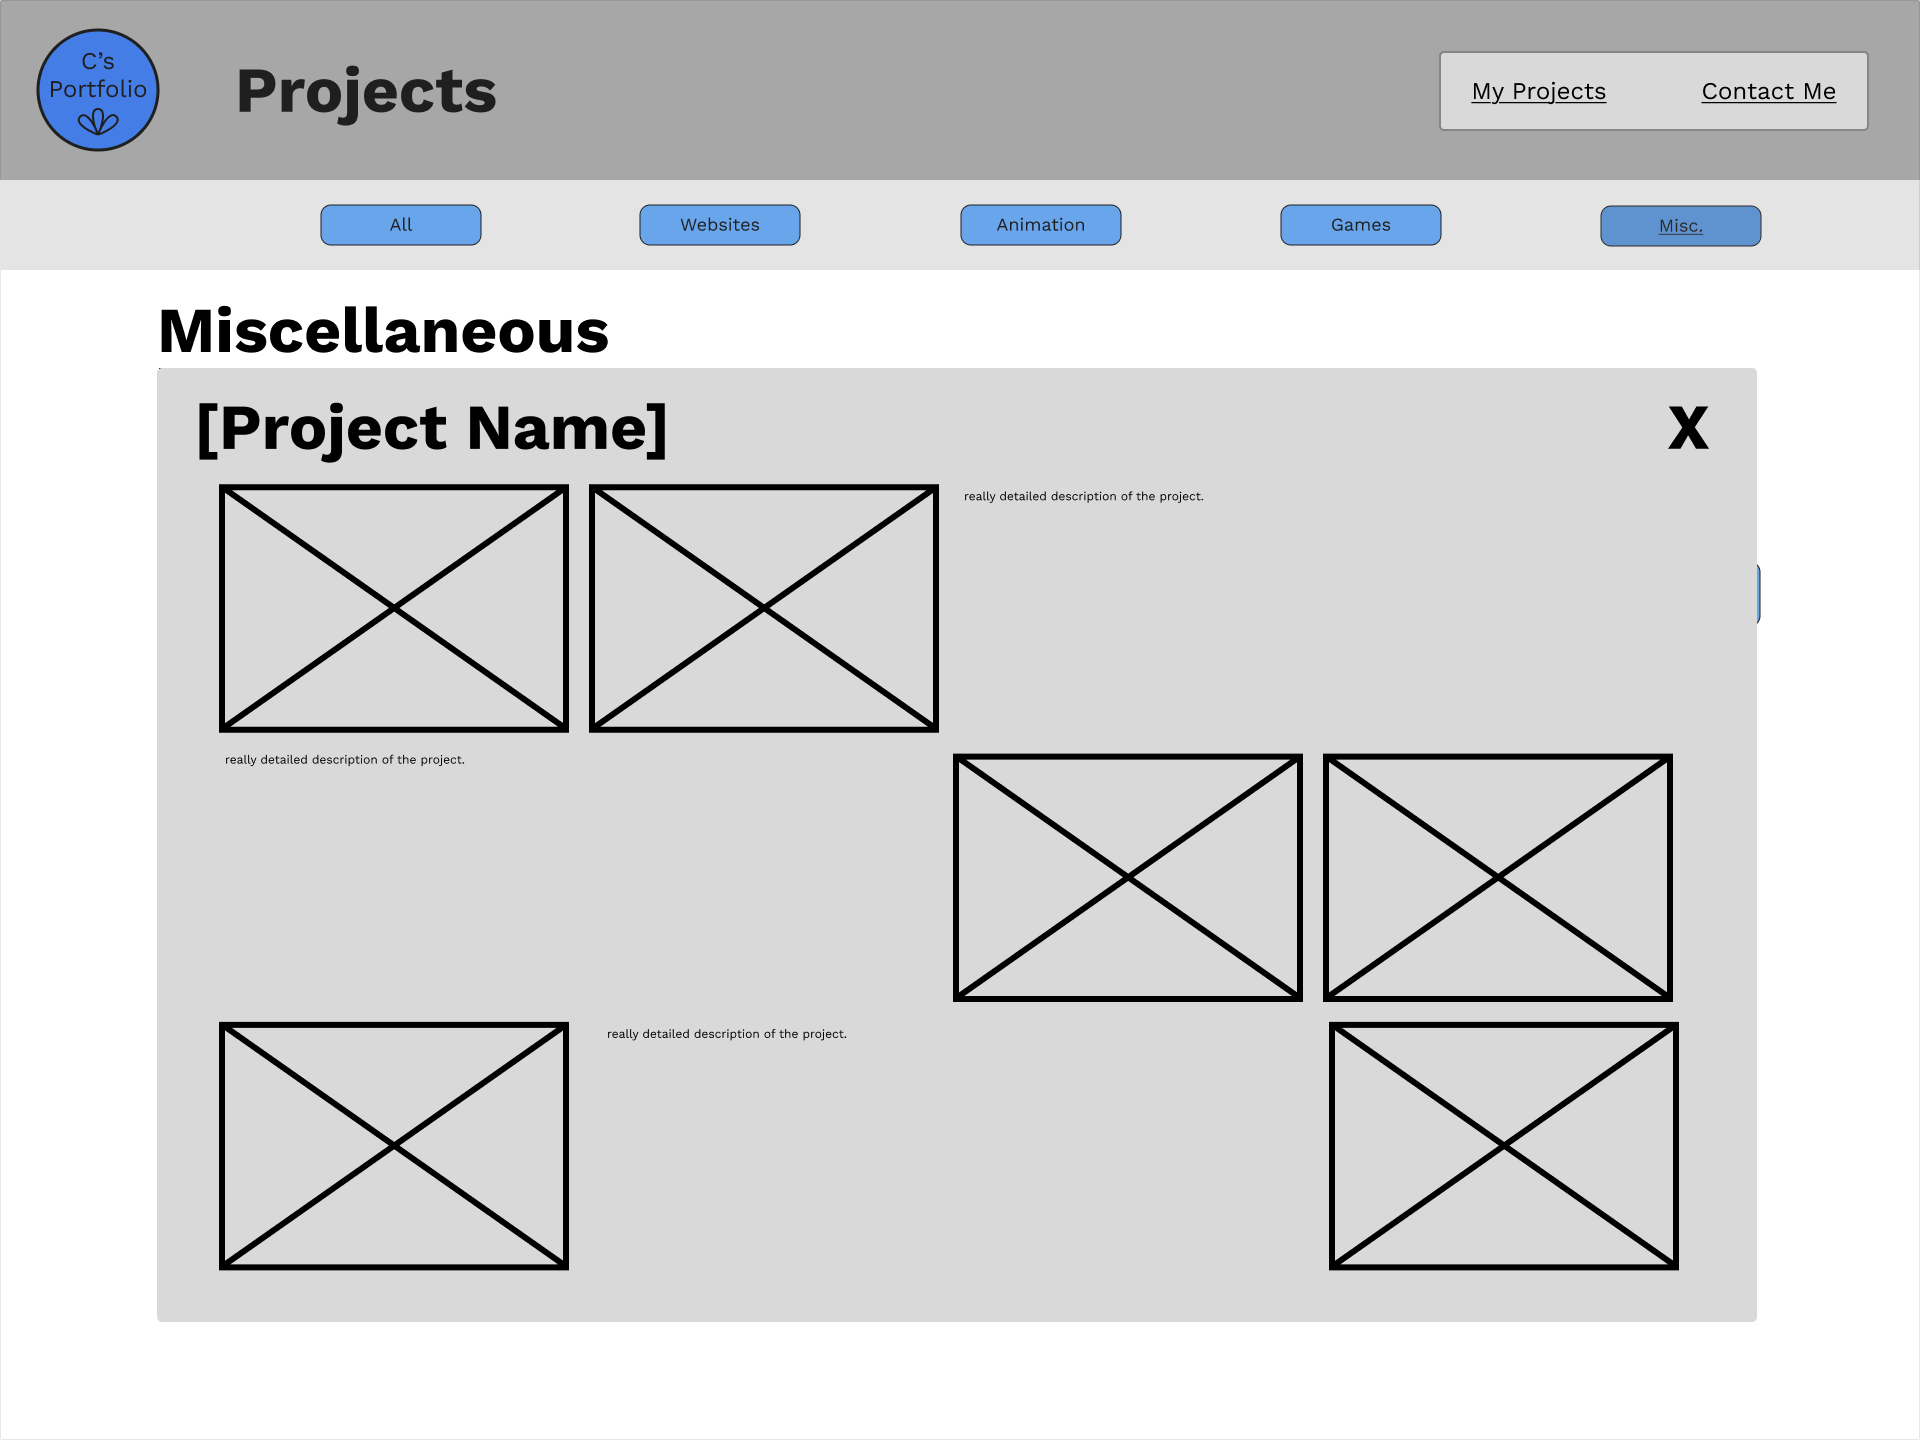 C’s
Portfolio
Projects
My Projects
Contact Me
All
Websites
Animation
Games
Misc.
Miscellaneous
[Project Name]
X
really detailed description of the project.
really detailed description of the project.
really detailed description of the project.